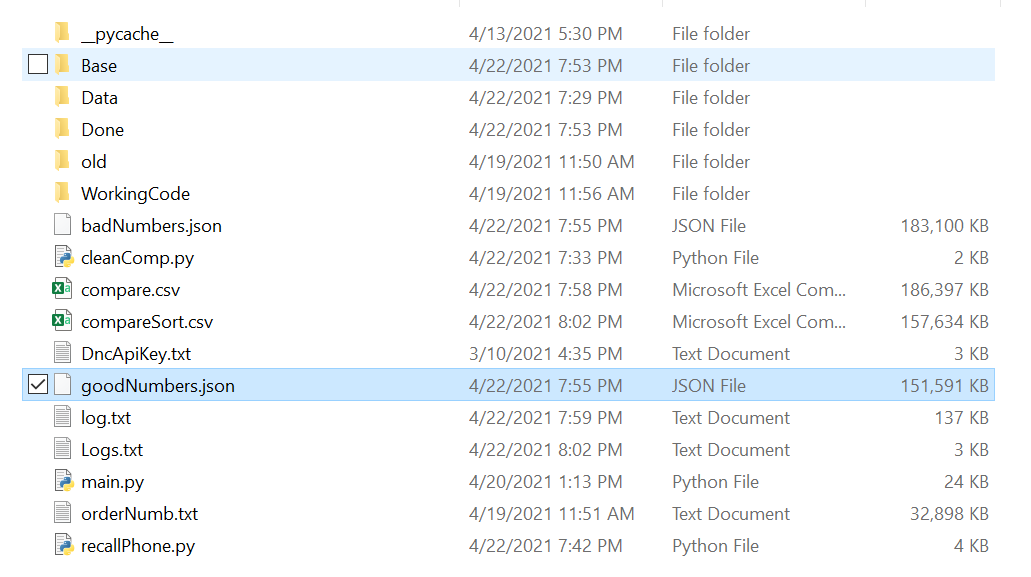 __pycache__ 4/13/2021 5:30 PM File folder
Base 4/22/2021 7:53 PM File folder
Data 4/22/2021 7:29 PM File folder
Done 4/22/2021 7:53 PM File folder
old 4/19/2021 11:50 AM File folder
WorkingCode 4/19/2021 11:56 AM File folder
badNumbers.json 4/22/2021 7:55 PM JSON File 183,100 KB
cleanComp.py 4/22/2021 7:33 PM Python File 2 KB
compare.csv 4/22/2021 7:58 PM Microsoft Excel Com... 186,397 KB
compareSort.csv 4/22/2021 8:02 PM Microsoft Excel Com... 157,634 KB
DncApiKey.txt 3/10/2021 4:35 PM Text Document 3 KB
goodNumbers.json 4/22/2021 7:55 PM JSON File 151,591 KB
log.txt 4/22/2021 7:59 PM Text Document 137 KB
Logs.txt 4/22/2021 8:02 PM Text Document 3 KB
main.py 4/20/2021 1:13 PM Python File 24 KB
orderNumb.txt 4/19/2021 11:51 AM Text Document 32,898 KB
recallPhone.py 4/22/2021 7:42 PM Python File 4 KB